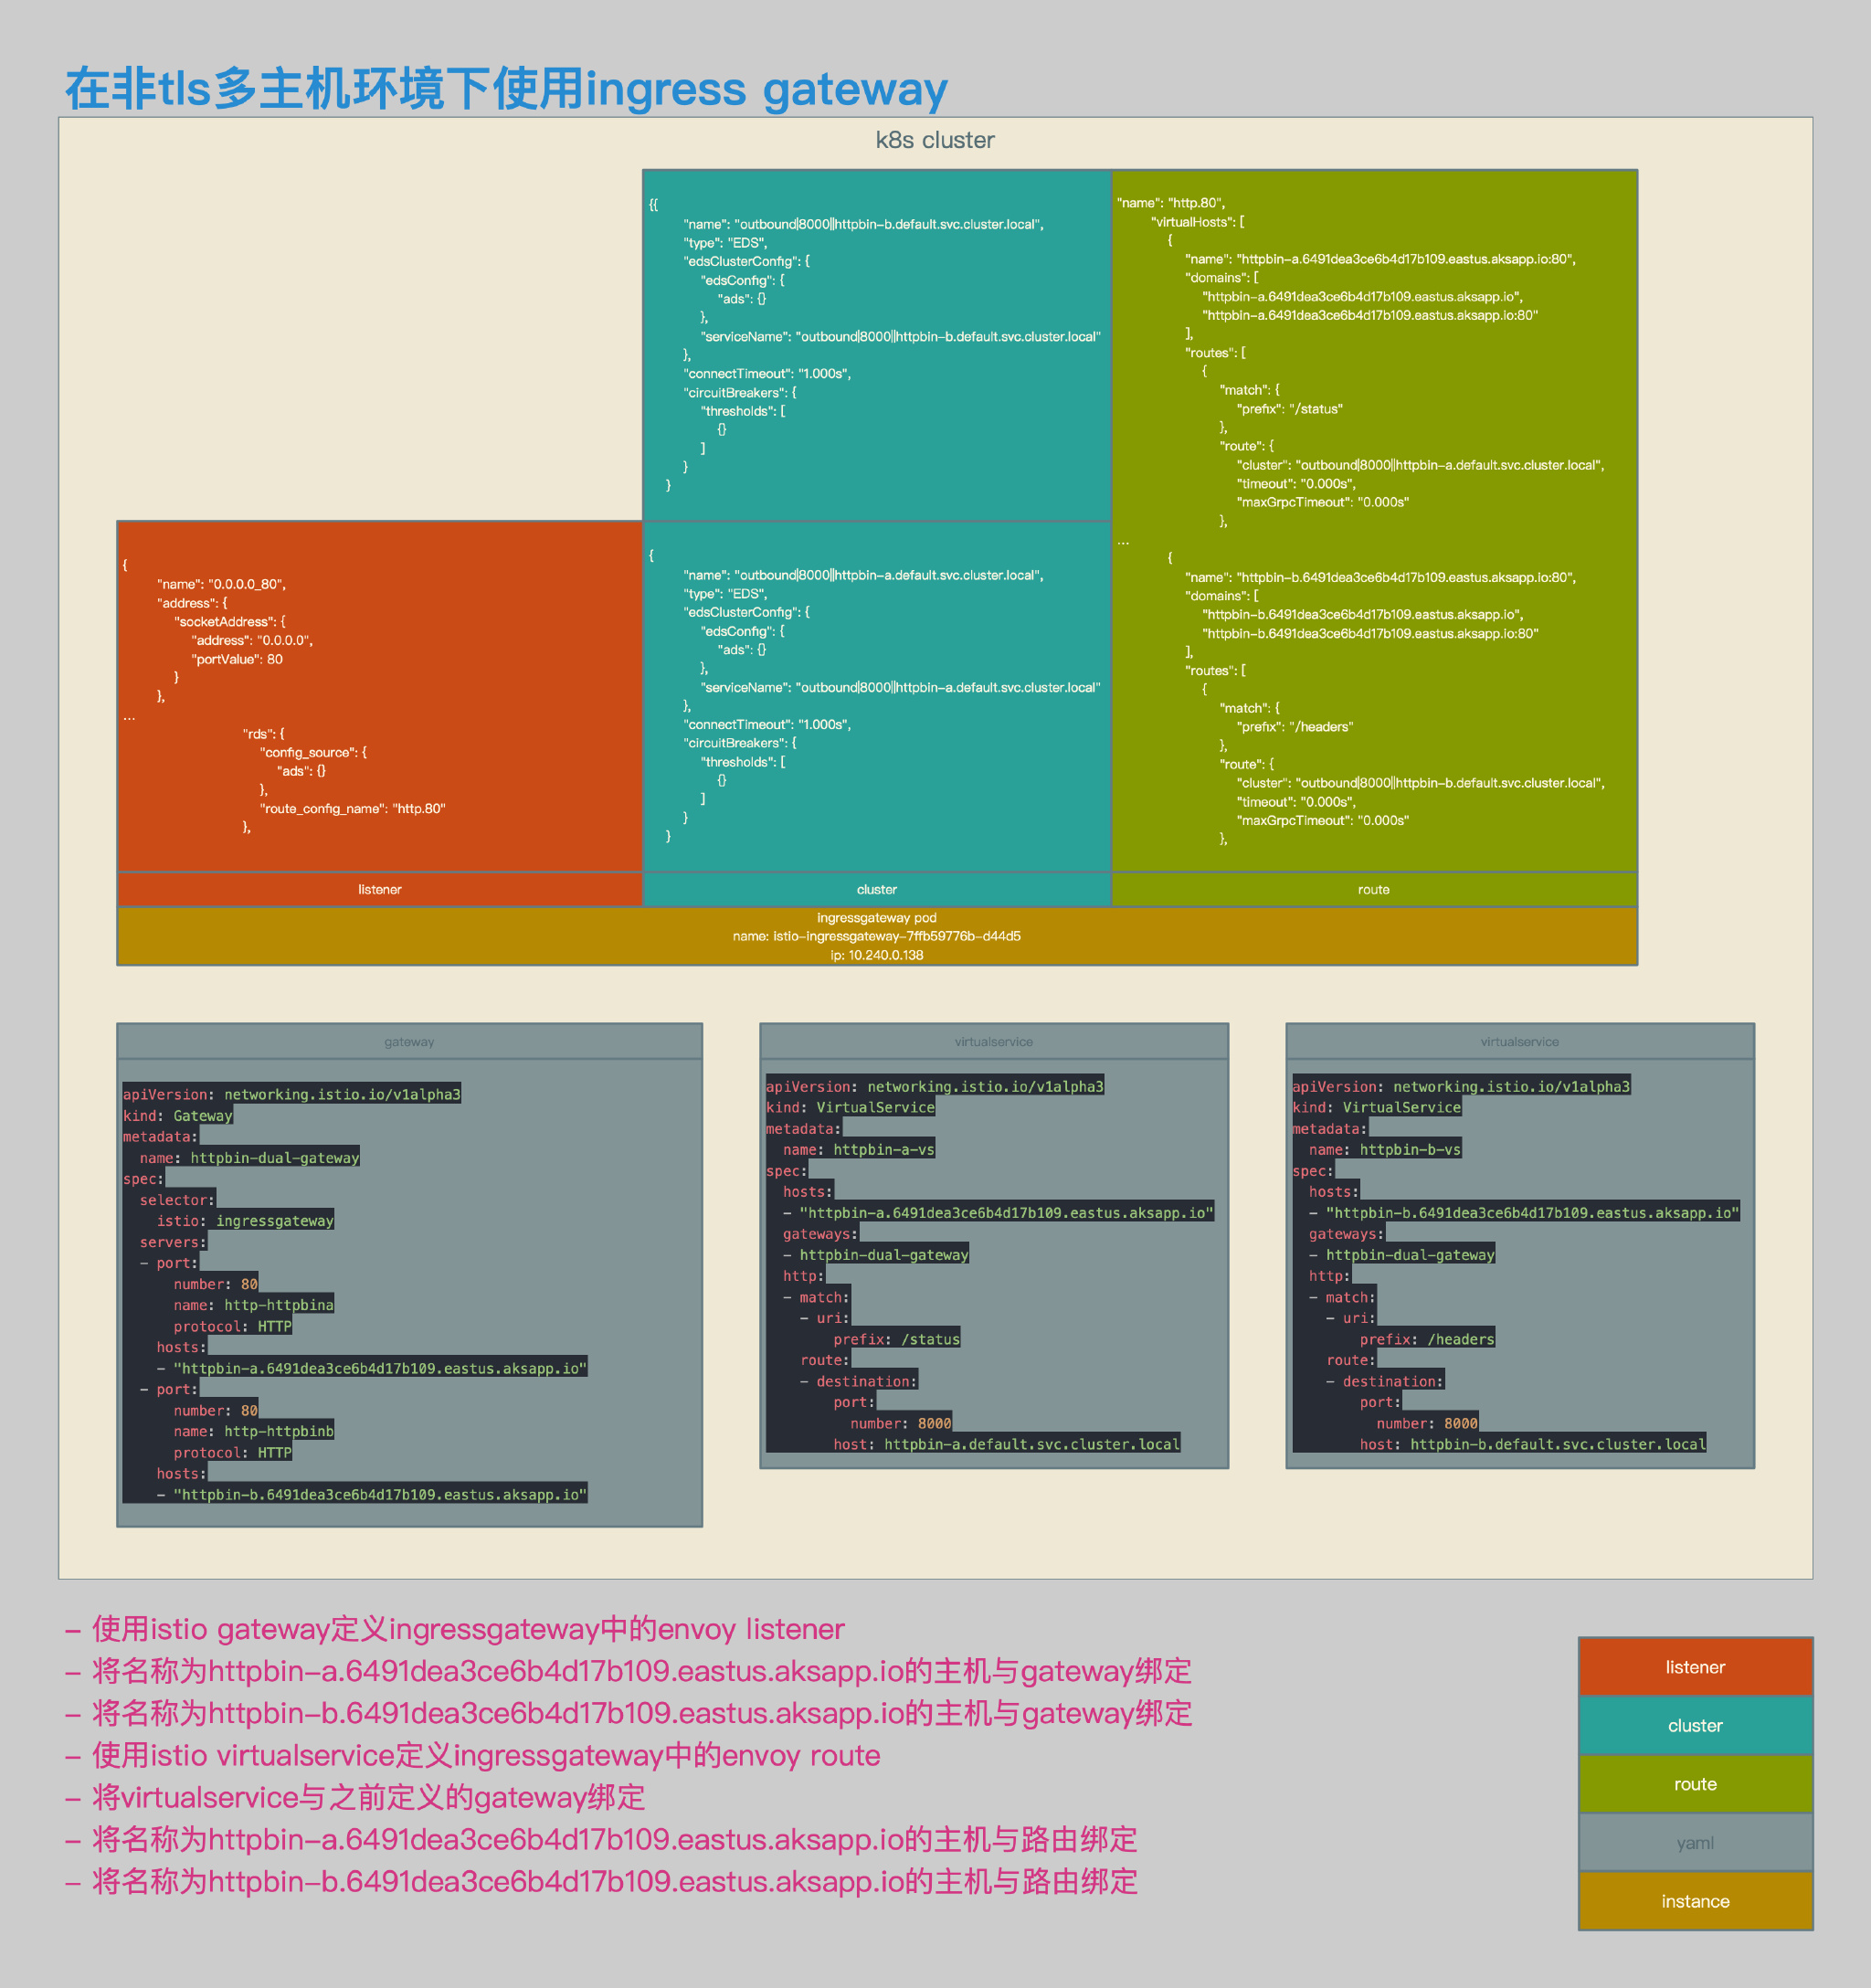 在非tls多主机环境下使用ingress gateway
k8s cluster
{{
"name": "outbound|8000||httpbin-b.default.svc.cluster.local",
"type": "EDS",
"edsClusterConfig": {
"edsConfig": {
"ads": {}
},
"serviceName": "outbound|8000||httpbin-b.default.svc.cluster.local"
},
"connectTimeout": "1.000s",
"circuitBreakers": {
"thresholds": [
{}
]
}
}
"name": "http.80",
"virtualHosts": [
{
"name": "httpbin-a.6491dea3ce6b4d17b109.eastus.aksapp.io:80",
"domains": [
"httpbin-a.6491dea3ce6b4d17b109.eastus.aksapp.io",
"httpbin-a.6491dea3ce6b4d17b109.eastus.aksapp.io:80"
],
"routes": [
{
"match": {
"prefix": "/status"
},
"route": {
"cluster": "outbound|8000||httpbin-a.default.svc.cluster.local",
"timeout": "0.000s",
"maxGrpcTimeout": "0.000s"
},
...
{
"name": "httpbin-b.6491dea3ce6b4d17b109.eastus.aksapp.io:80",
"domains": [
"httpbin-b.6491dea3ce6b4d17b109.eastus.aksapp.io",
"httpbin-b.6491dea3ce6b4d17b109.eastus.aksapp.io:80"
],
"routes": [
{
"match": {
"prefix": "/headers"
},
"route": {
"cluster": "outbound|8000||httpbin-b.default.svc.cluster.local",
"timeout": "0.000s",
"maxGrpcTimeout": "0.000s"
},
{
"name": "0.0.0.0_80",
"address": {
"socketAddress": {
"address": "0.0.0.0",
"portValue": 80
}
},
...
"rds": {
"config_source": {
"ads": {}
},
"route_config_name": "http.80"
},
{
"name": "outbound|8000||httpbin-a.default.svc.cluster.local",
"type": "EDS",
"edsClusterConfig": {
"edsConfig": {
"ads": {}
},
"serviceName": "outbound|8000||httpbin-a.default.svc.cluster.local"
},
"connectTimeout": "1.000s",
"circuitBreakers": {
"thresholds": [
{}
]
}
}
listener
cluster
route
ingressgateway pod
name: istio-ingressgateway-7ffb59776b-d44d5
ip: 10.240.0.138
gateway
apiVersion: networking.istio.io/v1alpha3
kind: Gateway
metadata:
name: httpbin-dual-gateway
spec:
selector:
istio: ingressgateway
servers:
- port:
number: 80
name: http-httpbina
protocol: HTTP
hosts:
- "httpbin-a.6491dea3ce6b4d17b109.eastus.aksapp.io"
- port:
number: 80
name: http-httpbinb
protocol: HTTP
hosts:
- "httpbin-b.6491dea3ce6b4d17b109.eastus.aksapp.io"
virtualservice
apiVersion: networking.istio.io/v1alpha3
kind: VirtualService
metadata:
name: httpbin-a-vs
spec:
hosts:
- "httpbin-a.6491dea3ce6b4d17b109.eastus.aksapp.io"
gateways:
- httpbin-dual-gateway
http:
- match:
- uri:
prefix: /status
route:
- destination:
port:
number: 8000
host: httpbin-a.default.svc.cluster.local
virtualservice
apiVersion: networking.istio.io/v1alpha3
kind: VirtualService
metadata:
name: httpbin-b-vs
spec:
hosts:
- "httpbin-b.6491dea3ce6b4d17b109.eastus.aksapp.io"
gateways:
- httpbin-dual-gateway
http:
- match:
- uri:
prefix: /headers
route:
- destination:
port:
number: 8000
host: httpbin-b.default.svc.cluster.local
- 使用istio gateway定义ingressgateway中的envoy listener
- 将名称为httpbin-a.6491dea3ce6b4d17b109.eastus.aksapp.io的主机与gateway绑定
- 将名称为httpbin-b.6491dea3ce6b4d17b109.eastus.aksapp.io的主机与gateway绑定
- 使用istio virtualservice定义ingressgateway中的envoy route
- 将virtualservice与之前定义的gateway绑定
- 将名称为httpbin-a.6491dea3ce6b4d17b109.eastus.aksapp.io的主机与路由绑定
- 将名称为httpbin-b.6491dea3ce6b4d17b109.eastus.aksapp.io的主机与路由绑定
listener
cluster
route
yaml
instance